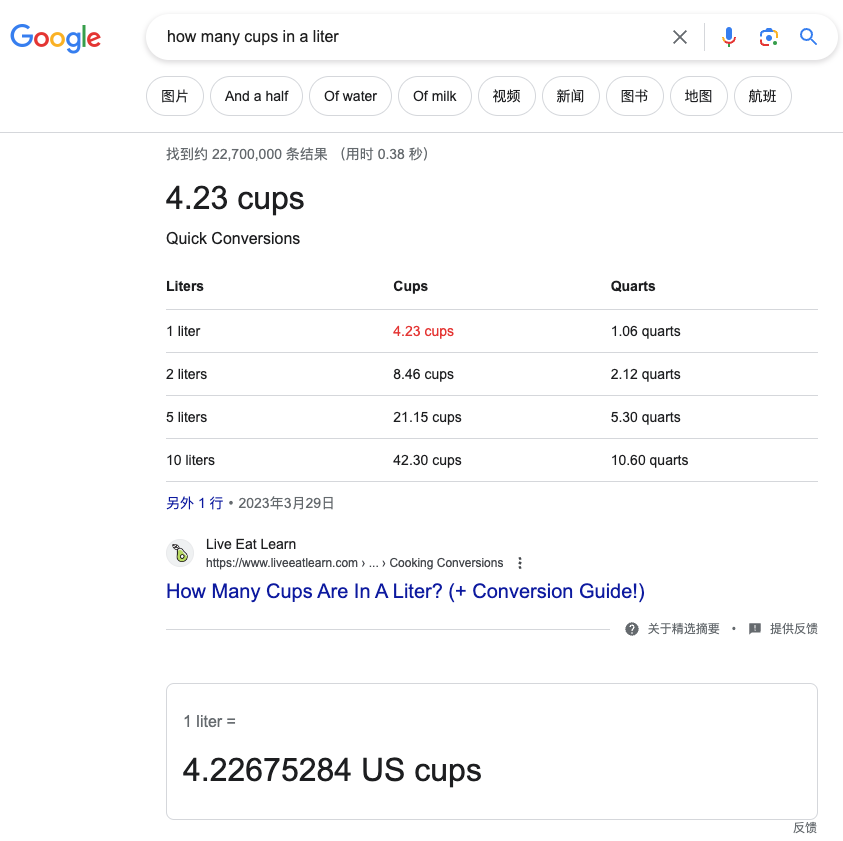 Google
how many cups in a liter
图片 And a half Of water Of milk 视频 新闻 图书 地图 航班
找到约 22,700,000 条结果 （用时 0.38 秒）
4.23 cups
Quick Conversions
Liters Cups Quarts
1 liter 4.23 cups 1.06 quarts
2 liters 8.46 cups 2.12 quarts
5 liters 21.15 cups 5.30 quarts
10 liters 42.30 cups 10.60 quarts
另外 1 行 • 2023年3月29日
Live Eat Learn
https://www.liveeatlearn.com › ... › Cooking Conversions
How Many Cups Are In A Liter? (+ Conversion Guide!)
关于精选摘要 • 提供反馈
1 liter =
4.22675284 US cups
反馈